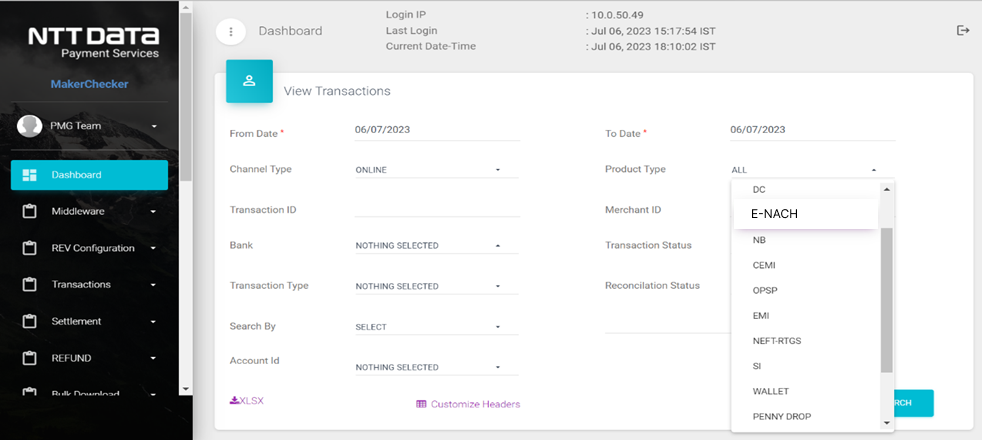 NTT DATA
Payment Services
MakerChecker
PMG Team
Dashboard
Middleware
REV Configuration
Transactions
Settlement
REFUND
Bulk Download
Dashboard
Login IP : 10.0.50.49
Last Login : Jul 06, 2023 15:17:54 IST
Current Date-Time : Jul 06, 2023 18:10:02 IST
View Transactions
From Date * 06/07/2023
To Date * 06/07/2023
Channel Type ONLINE
Product Type ALL
DC
E-NACH
NB
CEMI
OPSP
EMI
NEFT-RTGS
SI
WALLET
PENNY DROP
Transaction ID
Merchant ID
Bank NOTHING SELECTED
Transaction Status
Transaction Type NOTHING SELECTED
Reconcilation Status
Search By SELECT
Account Id NOTHING SELECTED
XLSX
Customize Headers
RCH